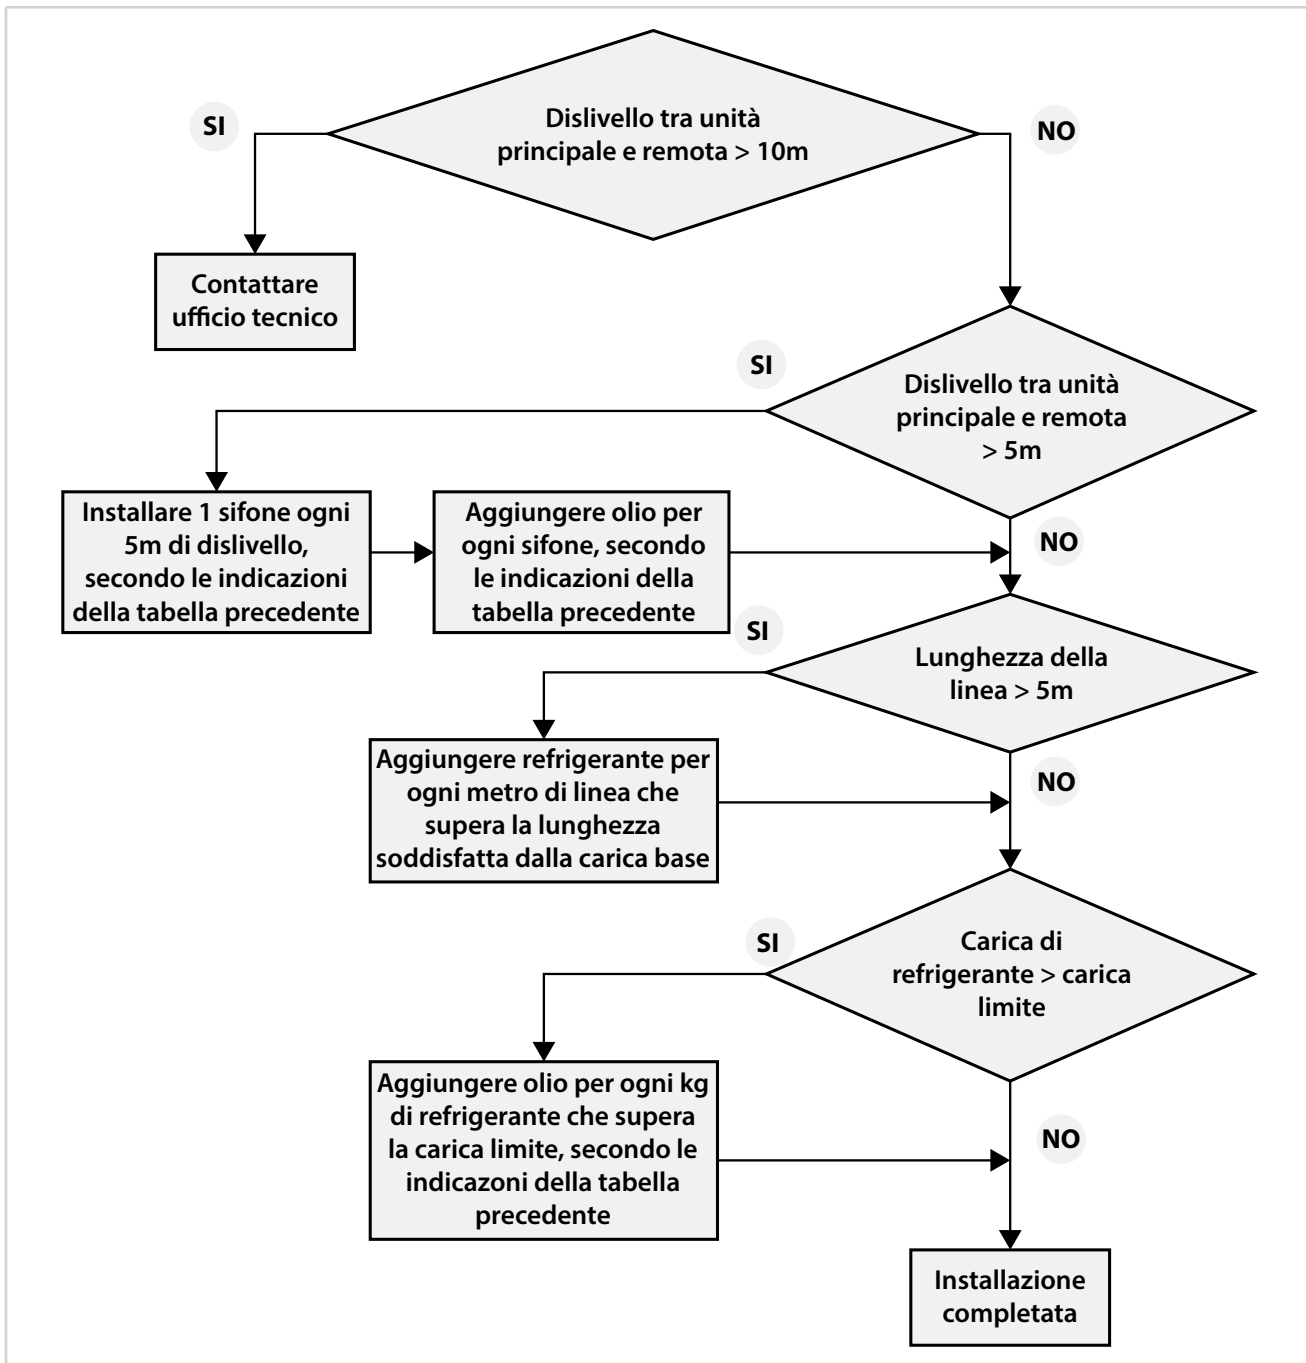 Dislivello tra unità
principale e remota > 10m
SI
NO
Contattare
ufficio tecnico
Dislivello tra unità
principale e remota
> 5m
SI
NO
Installare 1 sifone ogni
5m di dislivello,
secondo le indicazioni
della tabella precedente
Aggiungere olio per
ogni sifone, secondo
le indicazioni della
tabella precedente
Lunghezza della
linea > 5m
SI
NO
Aggiungere refrigerante per
ogni metro di linea che
supera la lunghezza
soddisfatta dalla carica base
Carica di
refrigerante > carica
limite
SI
NO
Aggiungere olio per ogni kg
di refrigerante che supera
la carica limite, secondo le
indicazoni della tabella
precedente
Installazione
completata